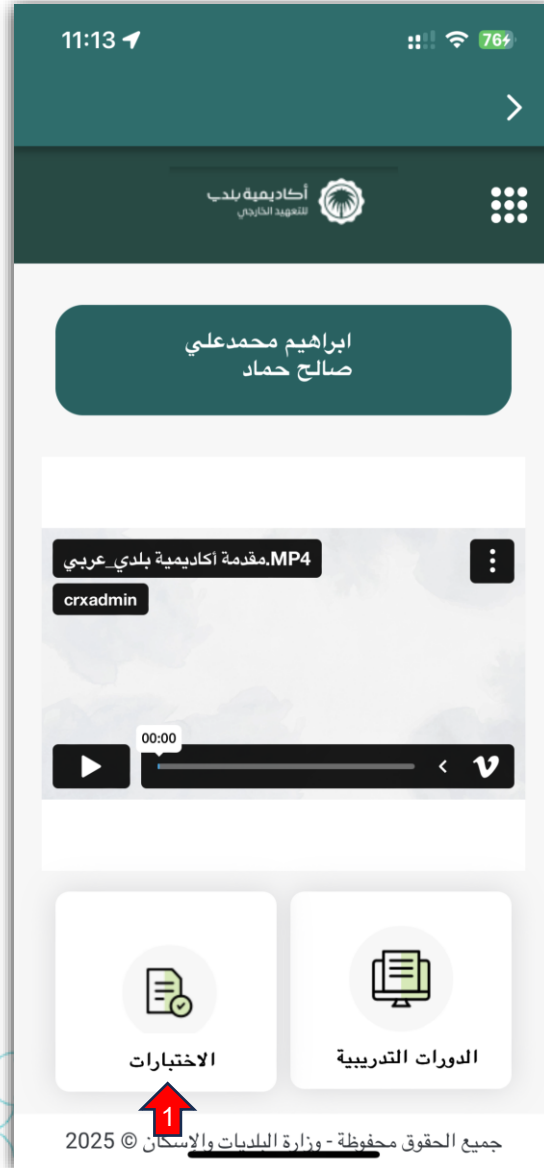 11:13
76
أكاديمية بلدي
للتعهيد الخارجي
ابراهيم محمدعلي
صالح حماد
مقدمة أكاديمية بلدي_عربي.MP4
crxadmin
00:00
الدورات التدريبية
الاختبارات
1
جميع الحقوق محفوظة - وزارة البلديات والإسكان © 2025